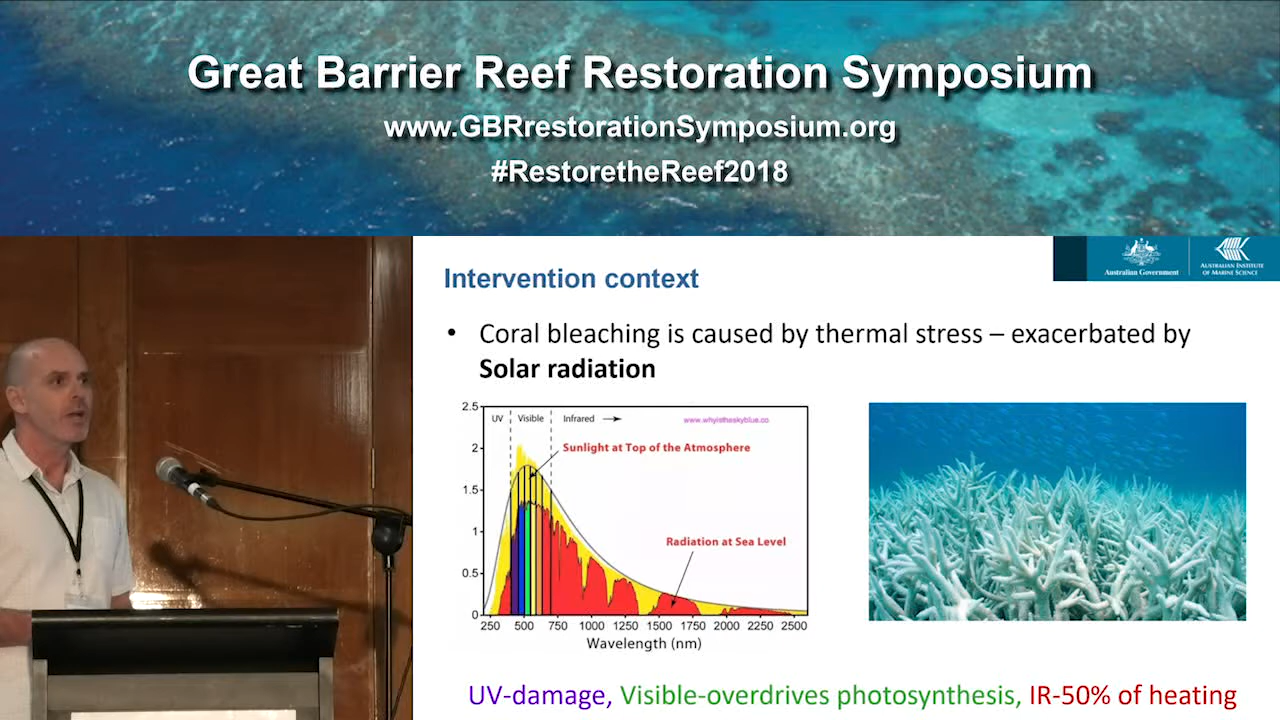 Great Barrier Reef Restoration Symposium
www.GBRrestorationSymposium.org
#RestoretheReef2018
Australian Government
AUSTRALIAN INSTITUTE
OF MARINE SCIENCE
Intervention context
• Coral bleaching is caused by thermal stress – exacerbated by
Solar radiation
2.5
2
1.5
1
0.5
0
UV
Visible
Infrared
www.whyistheskyblue.co
Sunlight at Top of the Atmosphere
Radiation at Sea Level
250 500 750 1000 1250 1500 1750 2000 2250 2500
Wavelength (nm)
UV-damage, Visible-overdrives photosynthesis, IR-50% of heating